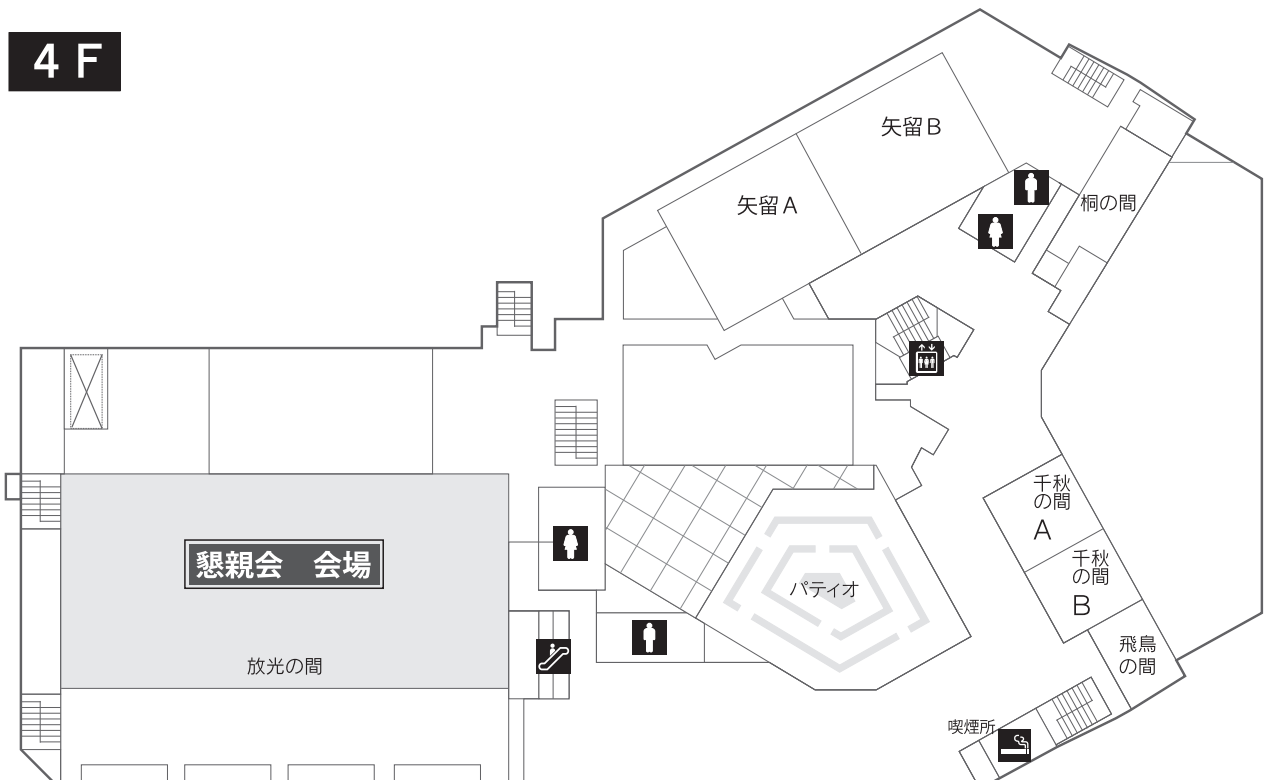 ４Ｆ
矢留Ｂ
矢留Ａ
桐の間
千秋
の間
Ａ
千秋
の間
Ｂ
懇親会　会場
パティオ
飛鳥
の間
放光の間
喫煙所